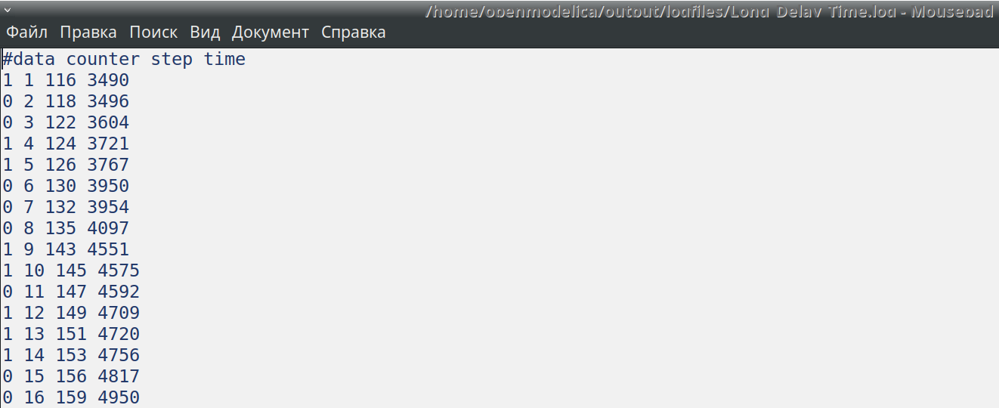 /home/openmodelica/output/logfiles/Long_Delay_Time.log - Mousepad
Файл Правка Поиск Вид Документ Справка
#data counter step time
1 1 116 3490
0 2 118 3496
0 3 122 3604
1 4 124 3721
1 5 126 3767
0 6 130 3950
0 7 132 3954
0 8 135 4097
1 9 143 4551
1 10 145 4575
0 11 147 4592
1 12 149 4709
1 13 151 4720
1 14 153 4756
0 15 156 4817
0 16 159 4950